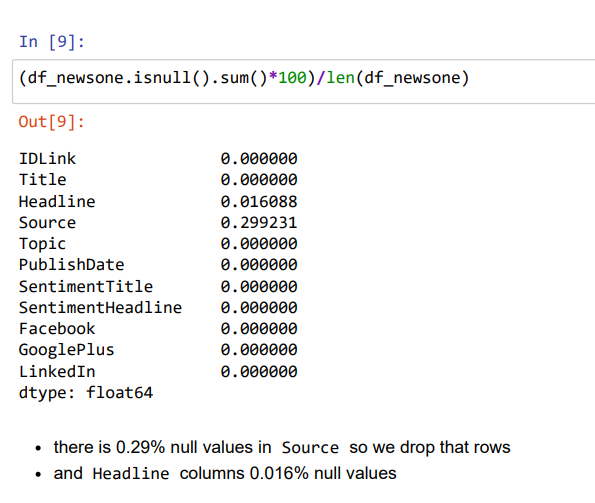 In [9]:
(df_newsone.isnull().sum()*100)/len(df_newsone)
Out[9]:
IDLink 0.000000
Title 0.000000
Headline 0.016088
Source 0.299231
Topic 0.000000
PublishDate 0.000000
SentimentTitle 0.000000
SentimentHeadline 0.000000
Facebook 0.000000
GooglePlus 0.000000
LinkedIn 0.000000
dtype: float64
• there is 0.29% null values in Source so we drop that rows
• and Headline columns 0.016% null values